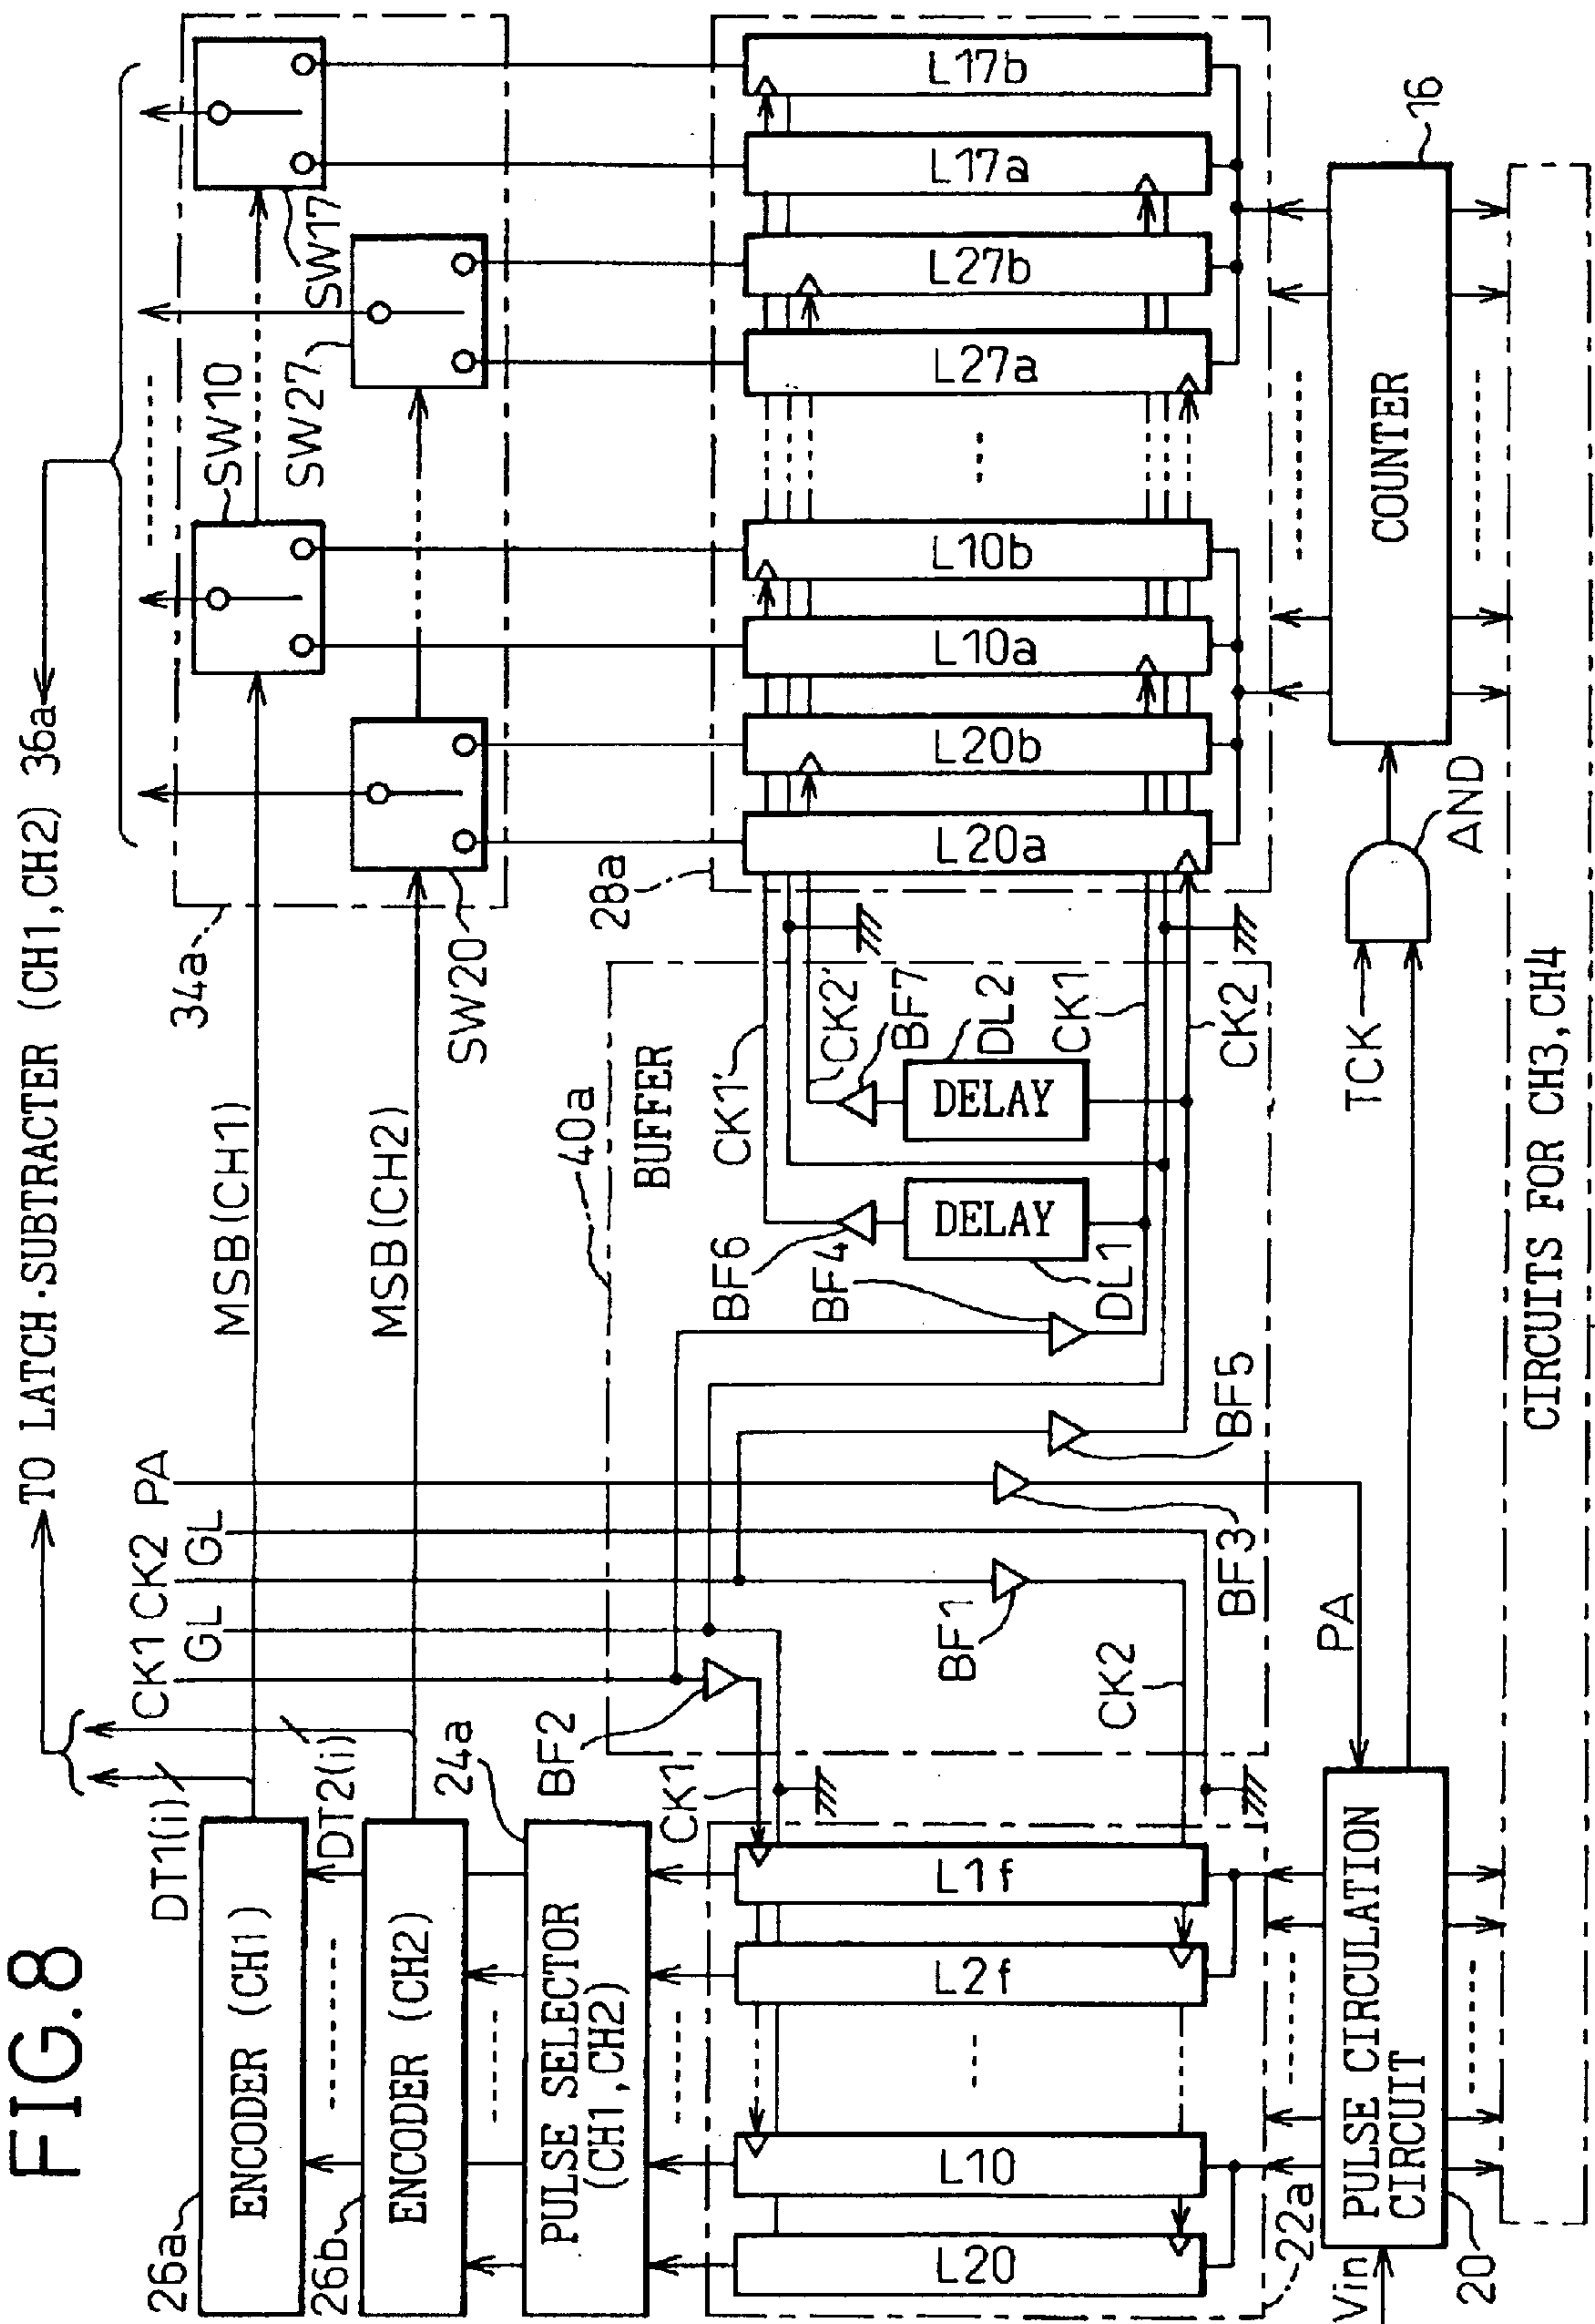 FIG.8
TO LATCH·SUBTRACTER (CH1,CH2) 36a
26a
ENCODER (CH1)
DT1(i)
CK1
GL
CK2
GL
PA
MSB(CH1)
34a
SW10
SW17
26b
ENCODER (CH2)
DT2(i)
MSB(CH2)
SW20
SW27
24a
PULSE SELECTOR
(CH1,CH2)
BF2
40a
BUFFER
28a
CK1
CK1'
CK2'
BF6
BF7
BF4
DELAY
DELAY
DL1
DL2
CK1
CK2
BF1
CK2
BF3
BF5
L20
L10
L2f
L1f
L20a
L20b
L10a
L10b
L27a
L27b
L17a
L17b
22a
Vin
PULSE CIRCULATION
CIRCUIT
20
PA
TCK
AND
COUNTER
16
CIRCUITS FOR CH3,CH4